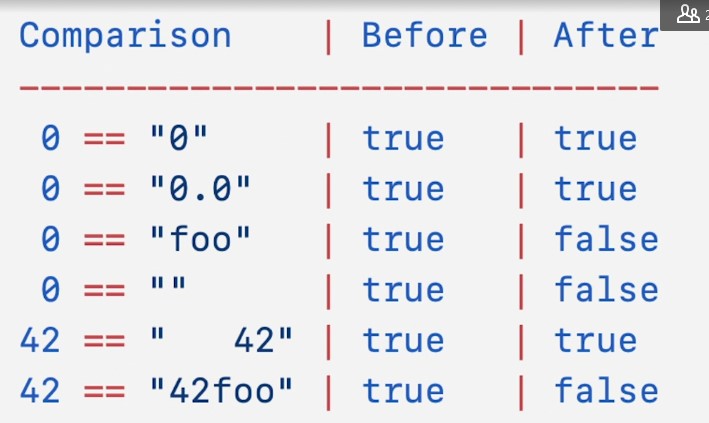 2
Comparison | Before | After
------------------------------
0 == "0" | true | true
0 == "0.0" | true | true
0 == "foo" | true | false
0 == "" | true | false
42 == "   42" | true | true
42 == "42foo" | true | false